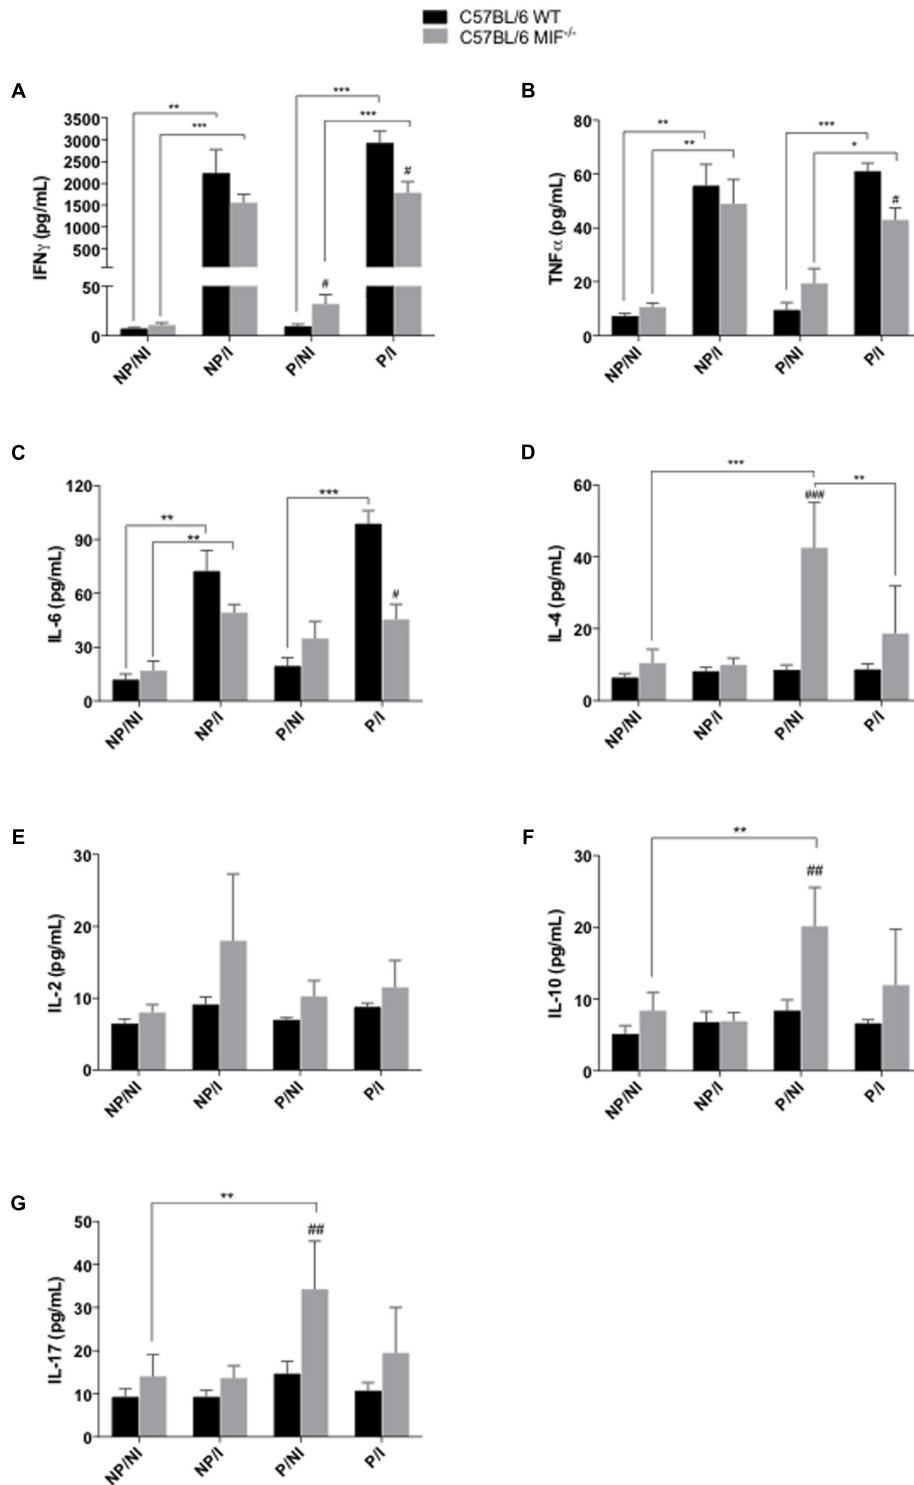 C57BL/6 WT
C57BL/6 MIF-/-
A
IFNγ (pg/mL)
3500
3000
2500
2000
1500
1000
500
50
0
**
***
***
***
#
#
NP/NI
NP/I
P/NI
P/I
B
TNFα (pg/mL)
80
60
40
20
0
**
**
***
*
#
NP/NI
NP/I
P/NI
P/I
C
IL-6 (pg/mL)
120
90
60
30
0
**
**
***
#
NP/NI
NP/I
P/NI
P/I
D
IL-4 (pg/mL)
60
40
20
0
***
**
###
NP/NI
NP/I
P/NI
P/I
E
IL-2 (pg/mL)
30
20
10
0
NP/NI
NP/I
P/NI
P/I
F
IL-10 (pg/mL)
30
20
10
0
**
##
NP/NI
NP/I
P/NI
P/I
G
IL-17 (pg/mL)
50
40
30
20
10
0
**
##
NP/NI
NP/I
P/NI
P/I